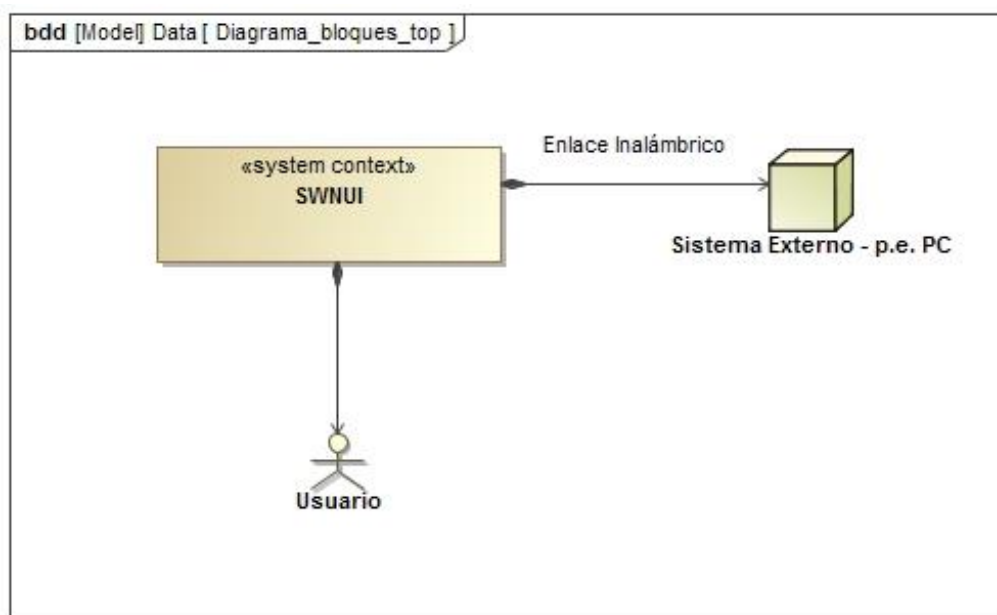 bdd [Model] Data [ Diagrama_bloques_top ]
Enlace Inalámbrico
«system context»
SWNUI
Sistema Externo - p.e. PC
Usuario